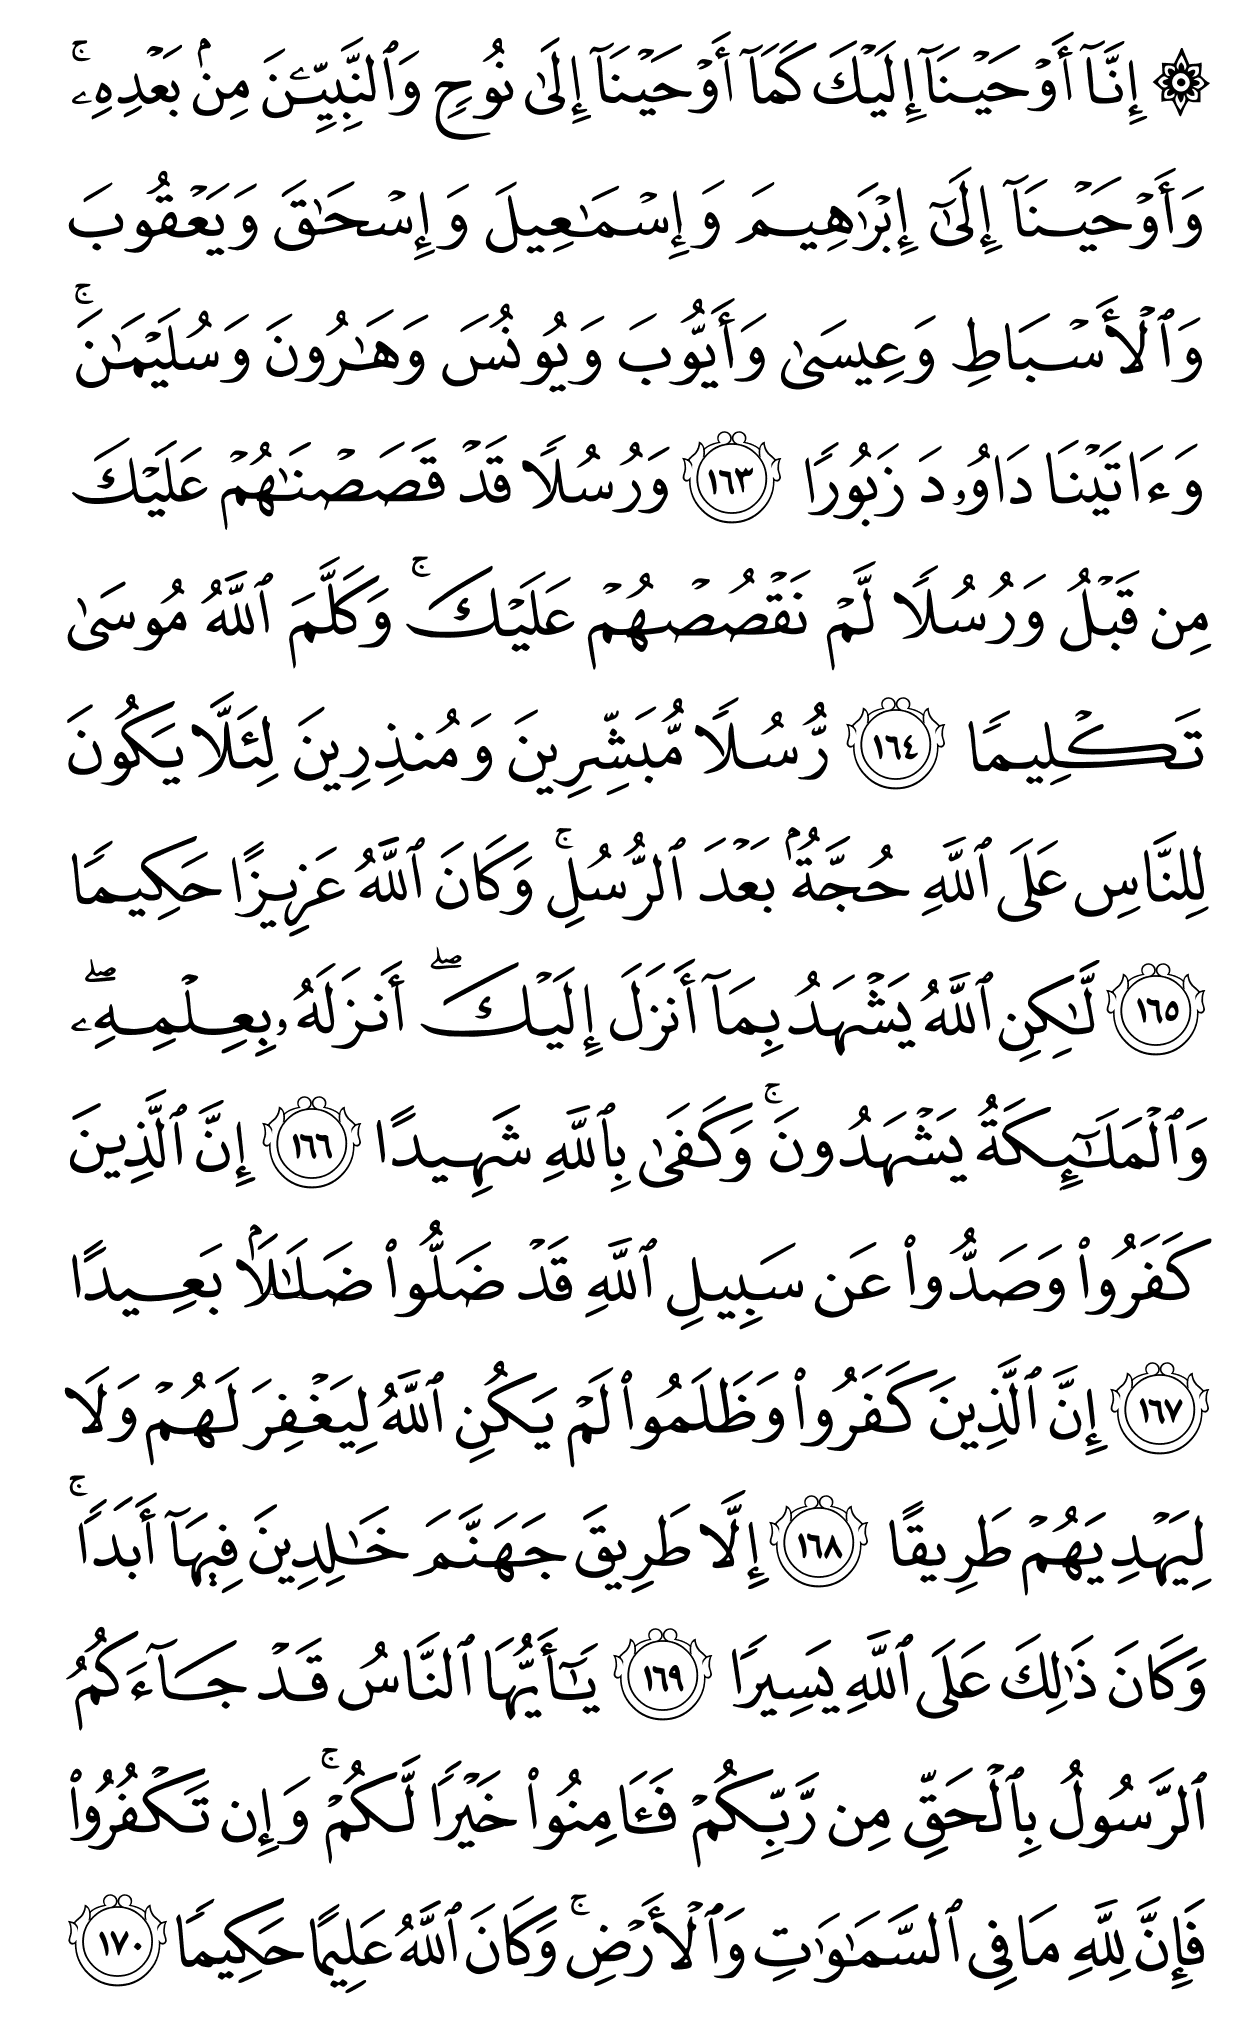 ۞ إِنَّآ أَوْحَيْنَآ إِلَيْكَ كَمَآ أَوْحَيْنَآ إِلَىٰ نُوحٍ وَٱلنَّبِيِّـۧنَ مِنۢ بَعْدِهِۦ ۚ
وَأَوْحَيْنَآ إِلَىٰٓ إِبْرَٰهِيمَ وَإِسْمَـٰعِيلَ وَإِسْحَـٰقَ وَيَعْقُوبَ
وَٱلْأَسْبَاطِ وَعِيسَىٰ وَأَيُّوبَ وَيُونُسَ وَهَـٰرُونَ وَسُلَيْمَـٰنَ ۚ
وَءَاتَيْنَا دَاوُۥدَ زَبُورًا ١٦٣ وَرُسُلًا قَدْ قَصَصْنَـٰهُمْ عَلَيْكَ
مِن قَبْلُ وَرُسُلًا لَّمْ نَقْصُصْهُمْ عَلَيْكَ ۚ وَكَلَّمَ ٱللَّهُ مُوسَىٰ
تَكْلِيمًا ١٦٤ رُّسُلًا مُّبَشِّرِينَ وَمُنذِرِينَ لِئَلَّا يَكُونَ
لِلنَّاسِ عَلَى ٱللَّهِ حُجَّةٌۢ بَعْدَ ٱلرُّسُلِ ۚ وَكَانَ ٱللَّهُ عَزِيزًا حَكِيمًا
١٦٥ لَّـٰكِنِ ٱللَّهُ يَشْهَدُ بِمَآ أَنزَلَ إِلَيْكَ ۖ أَنزَلَهُۥ بِعِلْمِهِۦ ۖ
وَٱلْمَلَـٰٓئِكَةُ يَشْهَدُونَ ۚ وَكَفَىٰ بِٱللَّهِ شَهِيدًا ١٦٦ إِنَّ ٱلَّذِينَ
كَفَرُوا۟ وَصَدُّوا۟ عَن سَبِيلِ ٱللَّهِ قَدْ ضَلُّوا۟ ضَلَـٰلًۢا بَعِيدًا
١٦٧ إِنَّ ٱلَّذِينَ كَفَرُوا۟ وَظَلَمُوا۟ لَمْ يَكُنِ ٱللَّهُ لِيَغْفِرَ لَهُمْ وَلَا
لِيَهْدِيَهُمْ طَرِيقًا ١٦٨ إِلَّا طَرِيقَ جَهَنَّمَ خَـٰلِدِينَ فِيهَآ أَبَدًا ۚ
وَكَانَ ذَٰلِكَ عَلَى ٱللَّهِ يَسِيرًا ١٦٩ يَـٰٓأَيُّهَا ٱلنَّاسُ قَدْ جَآءَكُمُ
ٱلرَّسُولُ بِٱلْحَقِّ مِن رَّبِّكُمْ فَـَٔامِنُوا۟ خَيْرًا لَّكُمْ ۚ وَإِن تَكْفُرُوا۟
فَإِنَّ لِلَّهِ مَا فِى ٱلسَّمَـٰوَٰتِ وَٱلْأَرْضِ ۚ وَكَانَ ٱللَّهُ عَلِيمًا حَكِيمًا ١٧٠